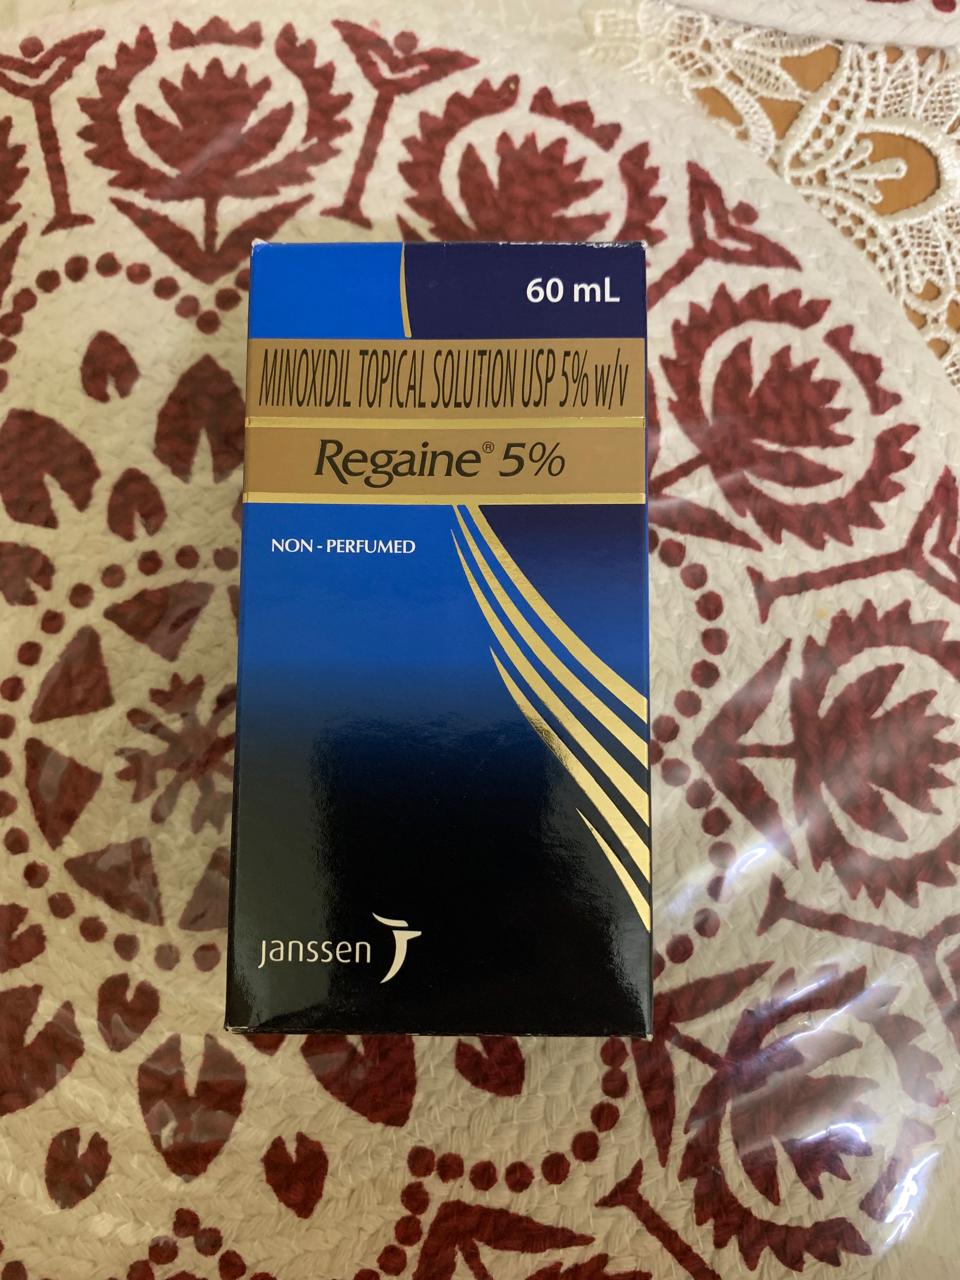 60 mL
MINOXIDIL TOPICAL SOLUTION USP 5% w/v
Regaine® 5%
NON - PERFUMED
janssen